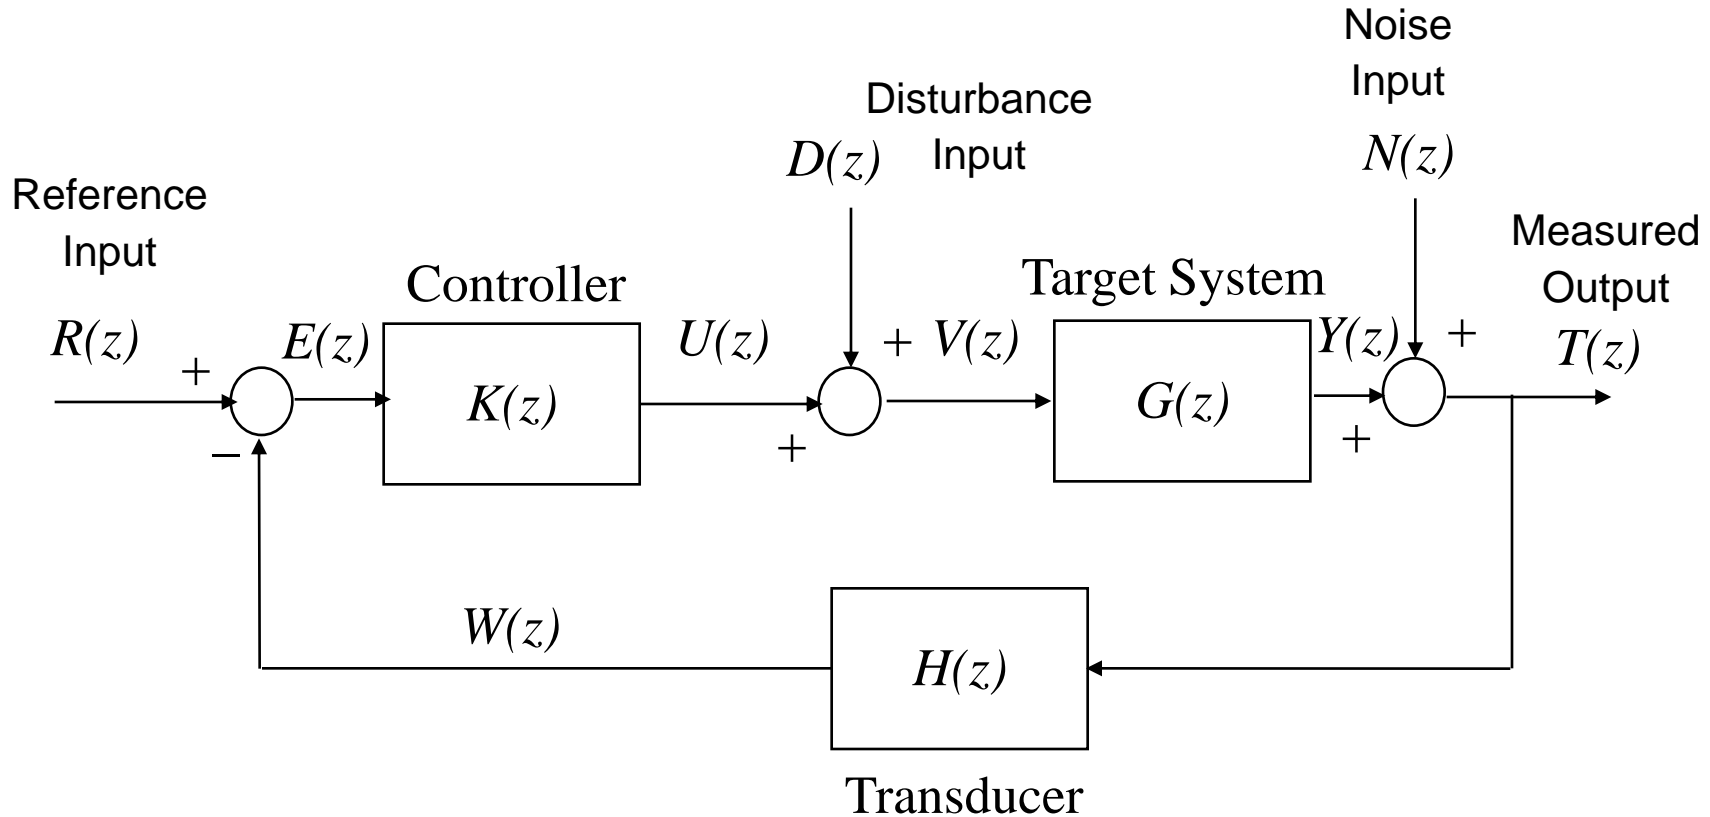 Noise
Input
N(z)
Disturbance
Input
D(z)
Reference
Input
R(z)
+
−
E(z)
Controller
K(z)
U(z)
+
+
V(z)
Target System
G(z)
Y(z)
+
+
Measured
Output
T(z)
W(z)
H(z)
Transducer